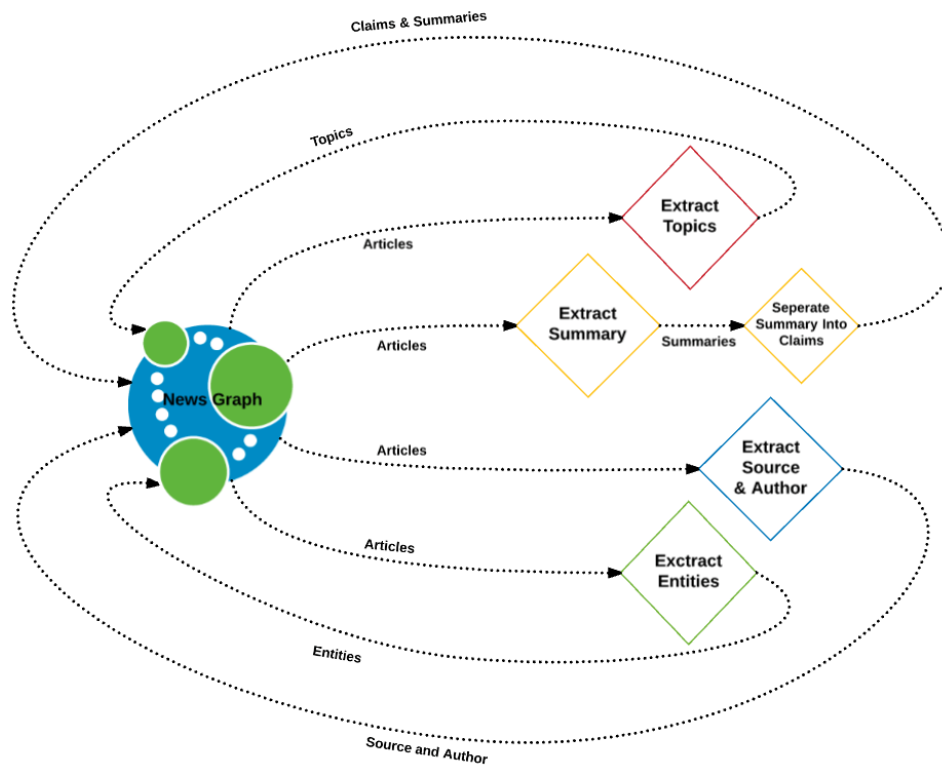 Claims & Summaries
Topics
Extract
Topics
Articles
Extract
Summary
Seperate
Summary Into
Claims
Articles
Summaries
News Graph
Articles
Extract
Source
& Author
Articles
Exctract
Entities
Entities
Source and Author